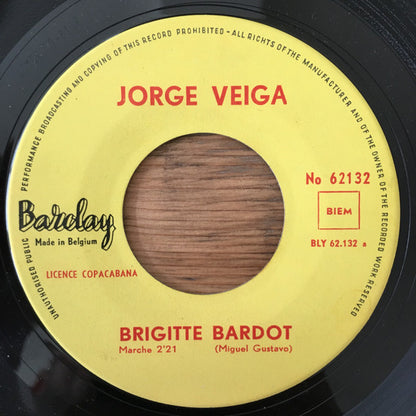 UNAUTHORISED PUBLIC PERFORMANCE BROADCASTING AND COPYING OF THIS RECORD PROHIBITED - ALL RIGHTS OF THE MANUFACTURER AND OF THE OWNER OF THE RECORDED WORK RESERVED
JORGE VEIGA
No 62132
BIEM
BLY 62.132 a
Barclay
Made in Belgium
LICENCE COPACABANA
BRIGITTE BARDOT
Marche 2'21 (Miguel Gustavo)